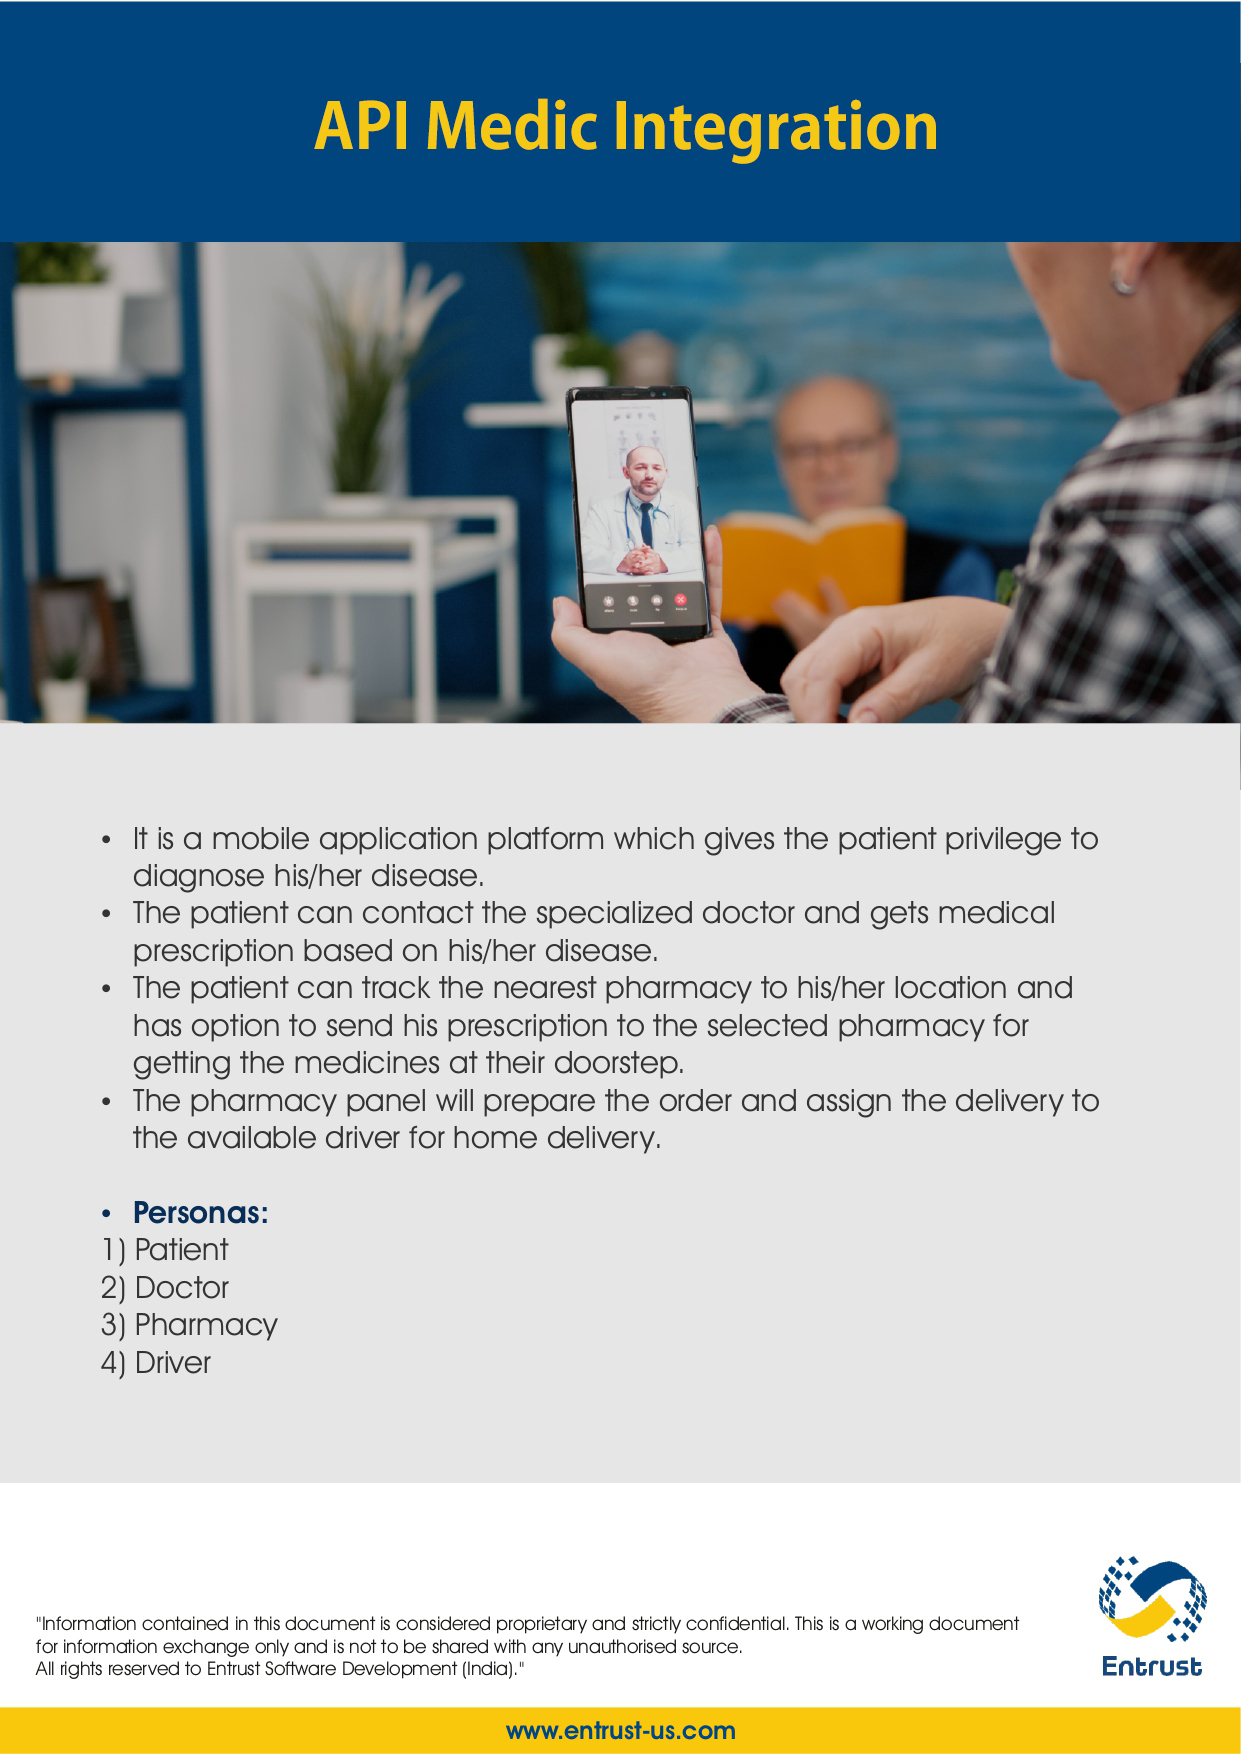 API Medic Integration
• It is a mobile application platform which gives the patient privilege to
diagnose his/her disease.
• The patient can contact the specialized doctor and gets medical
prescription based on his/her disease.
• The patient can track the nearest pharmacy to his/her location and
has option to send his prescription to the selected pharmacy for
getting the medicines at their doorstep.
• The pharmacy panel will prepare the order and assign the delivery to
the available driver for home delivery.
• Personas:
1) Patient
2) Doctor
3) Pharmacy
4) Driver
"Information contained in this document is considered proprietary and strictly confidential. This is a working document
for information exchange only and is not to be shared with any unauthorised source.
All rights reserved to Entrust Software Development (India)."
Entrust
www.entrust-us.com